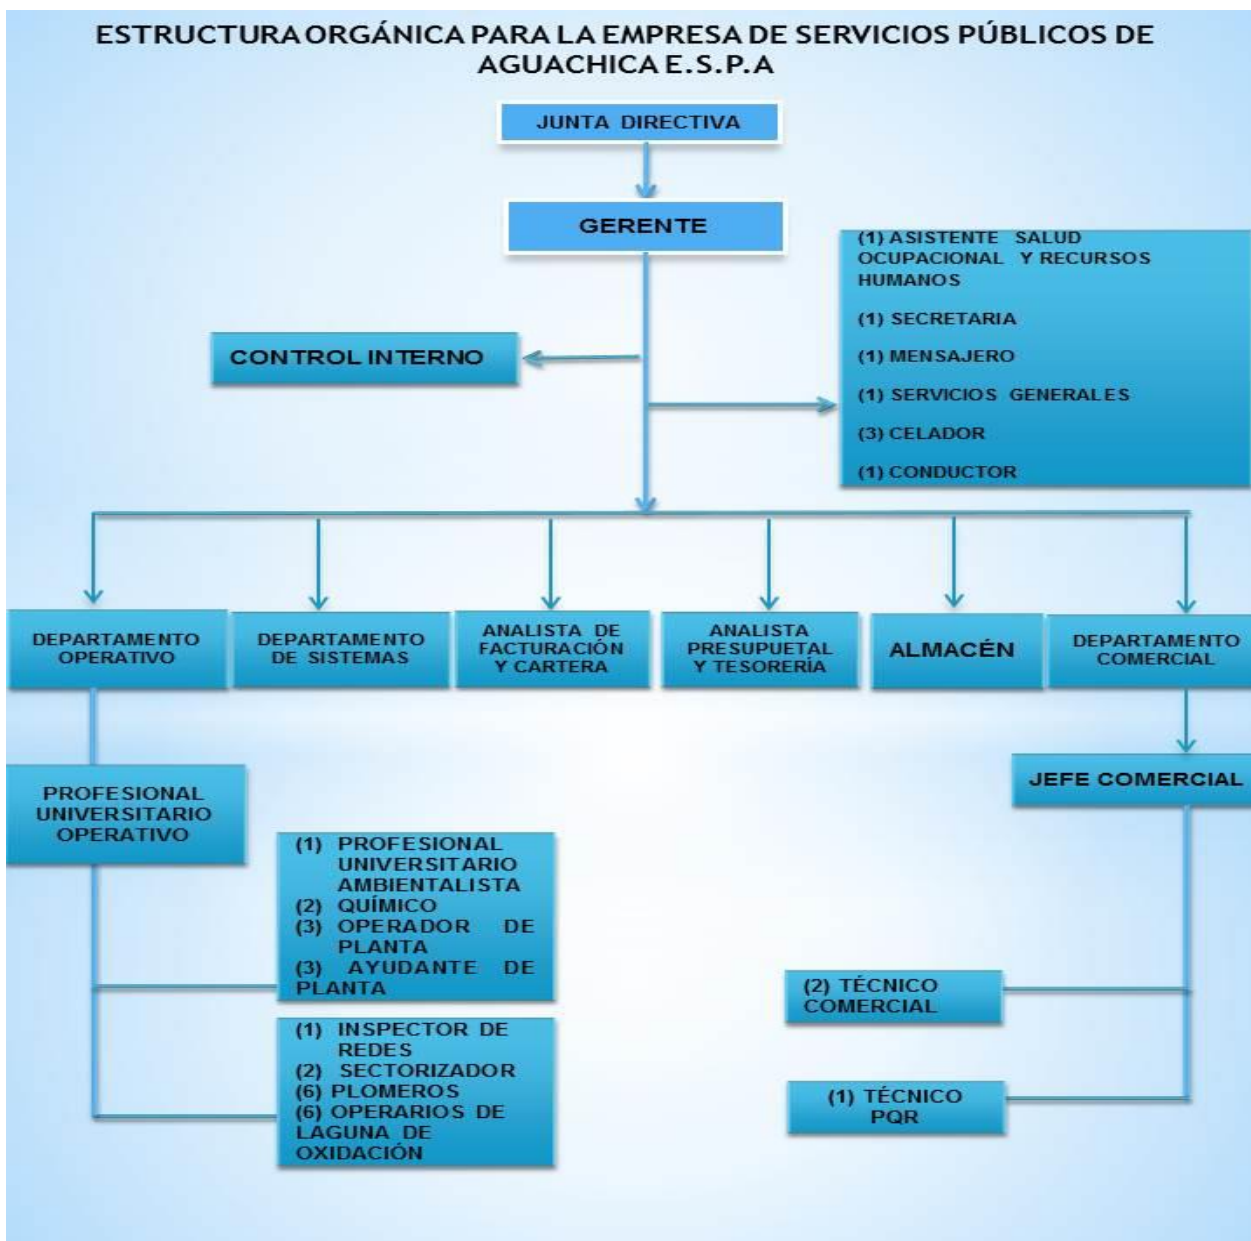 ESTRUCTURA ORGÁNICA PARA LA EMPRESA DE SERVICIOS PÚBLICOS DE
AGUACHICA E.S.P.A
JUNTA DIRECTIVA
GERENTE
(1) ASISTENTE SALUD
OCUPACIONAL Y RECURSOS
HUMANOS
(1) SECRETARIA
(1) MENSAJERO
(1) SERVICIOS GENERALES
(3) CELADOR
(1) CONDUCTOR
CONTROL INTERNO
DEPARTAMENTO
OPERATIVO
DEPARTAMENTO
DE SISTEMAS
ANALISTA DE
FACTURACIÓN
Y CARTERA
ANALISTA
PRESUPUETAL
Y TESORERÍA
ALMACÉN
DEPARTAMENTO
COMERCIAL
PROFESIONAL
UNIVERSITARIO
OPERATIVO
JEFE COMERCIAL
(1) PROFESIONAL
UNIVERSITARIO
AMBIENTALISTA
(2) QUÍMICO
(3) OPERADOR DE
PLANTA
(3) AYUDANTE DE
PLANTA
(1) INSPECTOR DE
REDES
(2) SECTORIZADOR
(6) PLOMEROS
(6) OPERARIOS DE
LAGUNA DE
OXIDACIÓN
(2) TÉCNICO
COMERCIAL
(1) TÉCNICO
PQR